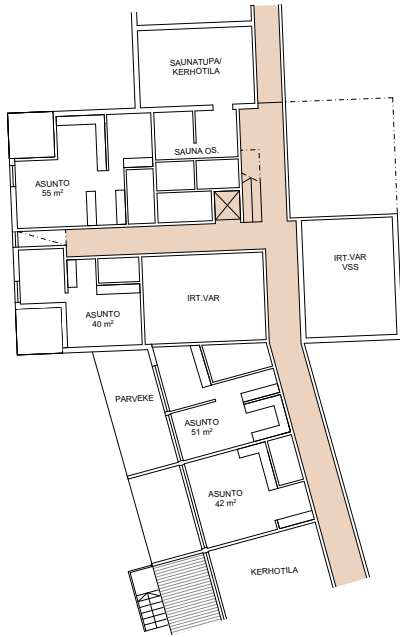 SAUNATUPA/
KERHOTILA
SAUNA OS.
ASUNTO
55 m²
IRT.VAR
VSS
ASUNTO
40 m²
IRT.VAR
PARVEKE
ASUNTO
51 m²
ASUNTO
42 m²
KERHOTILA